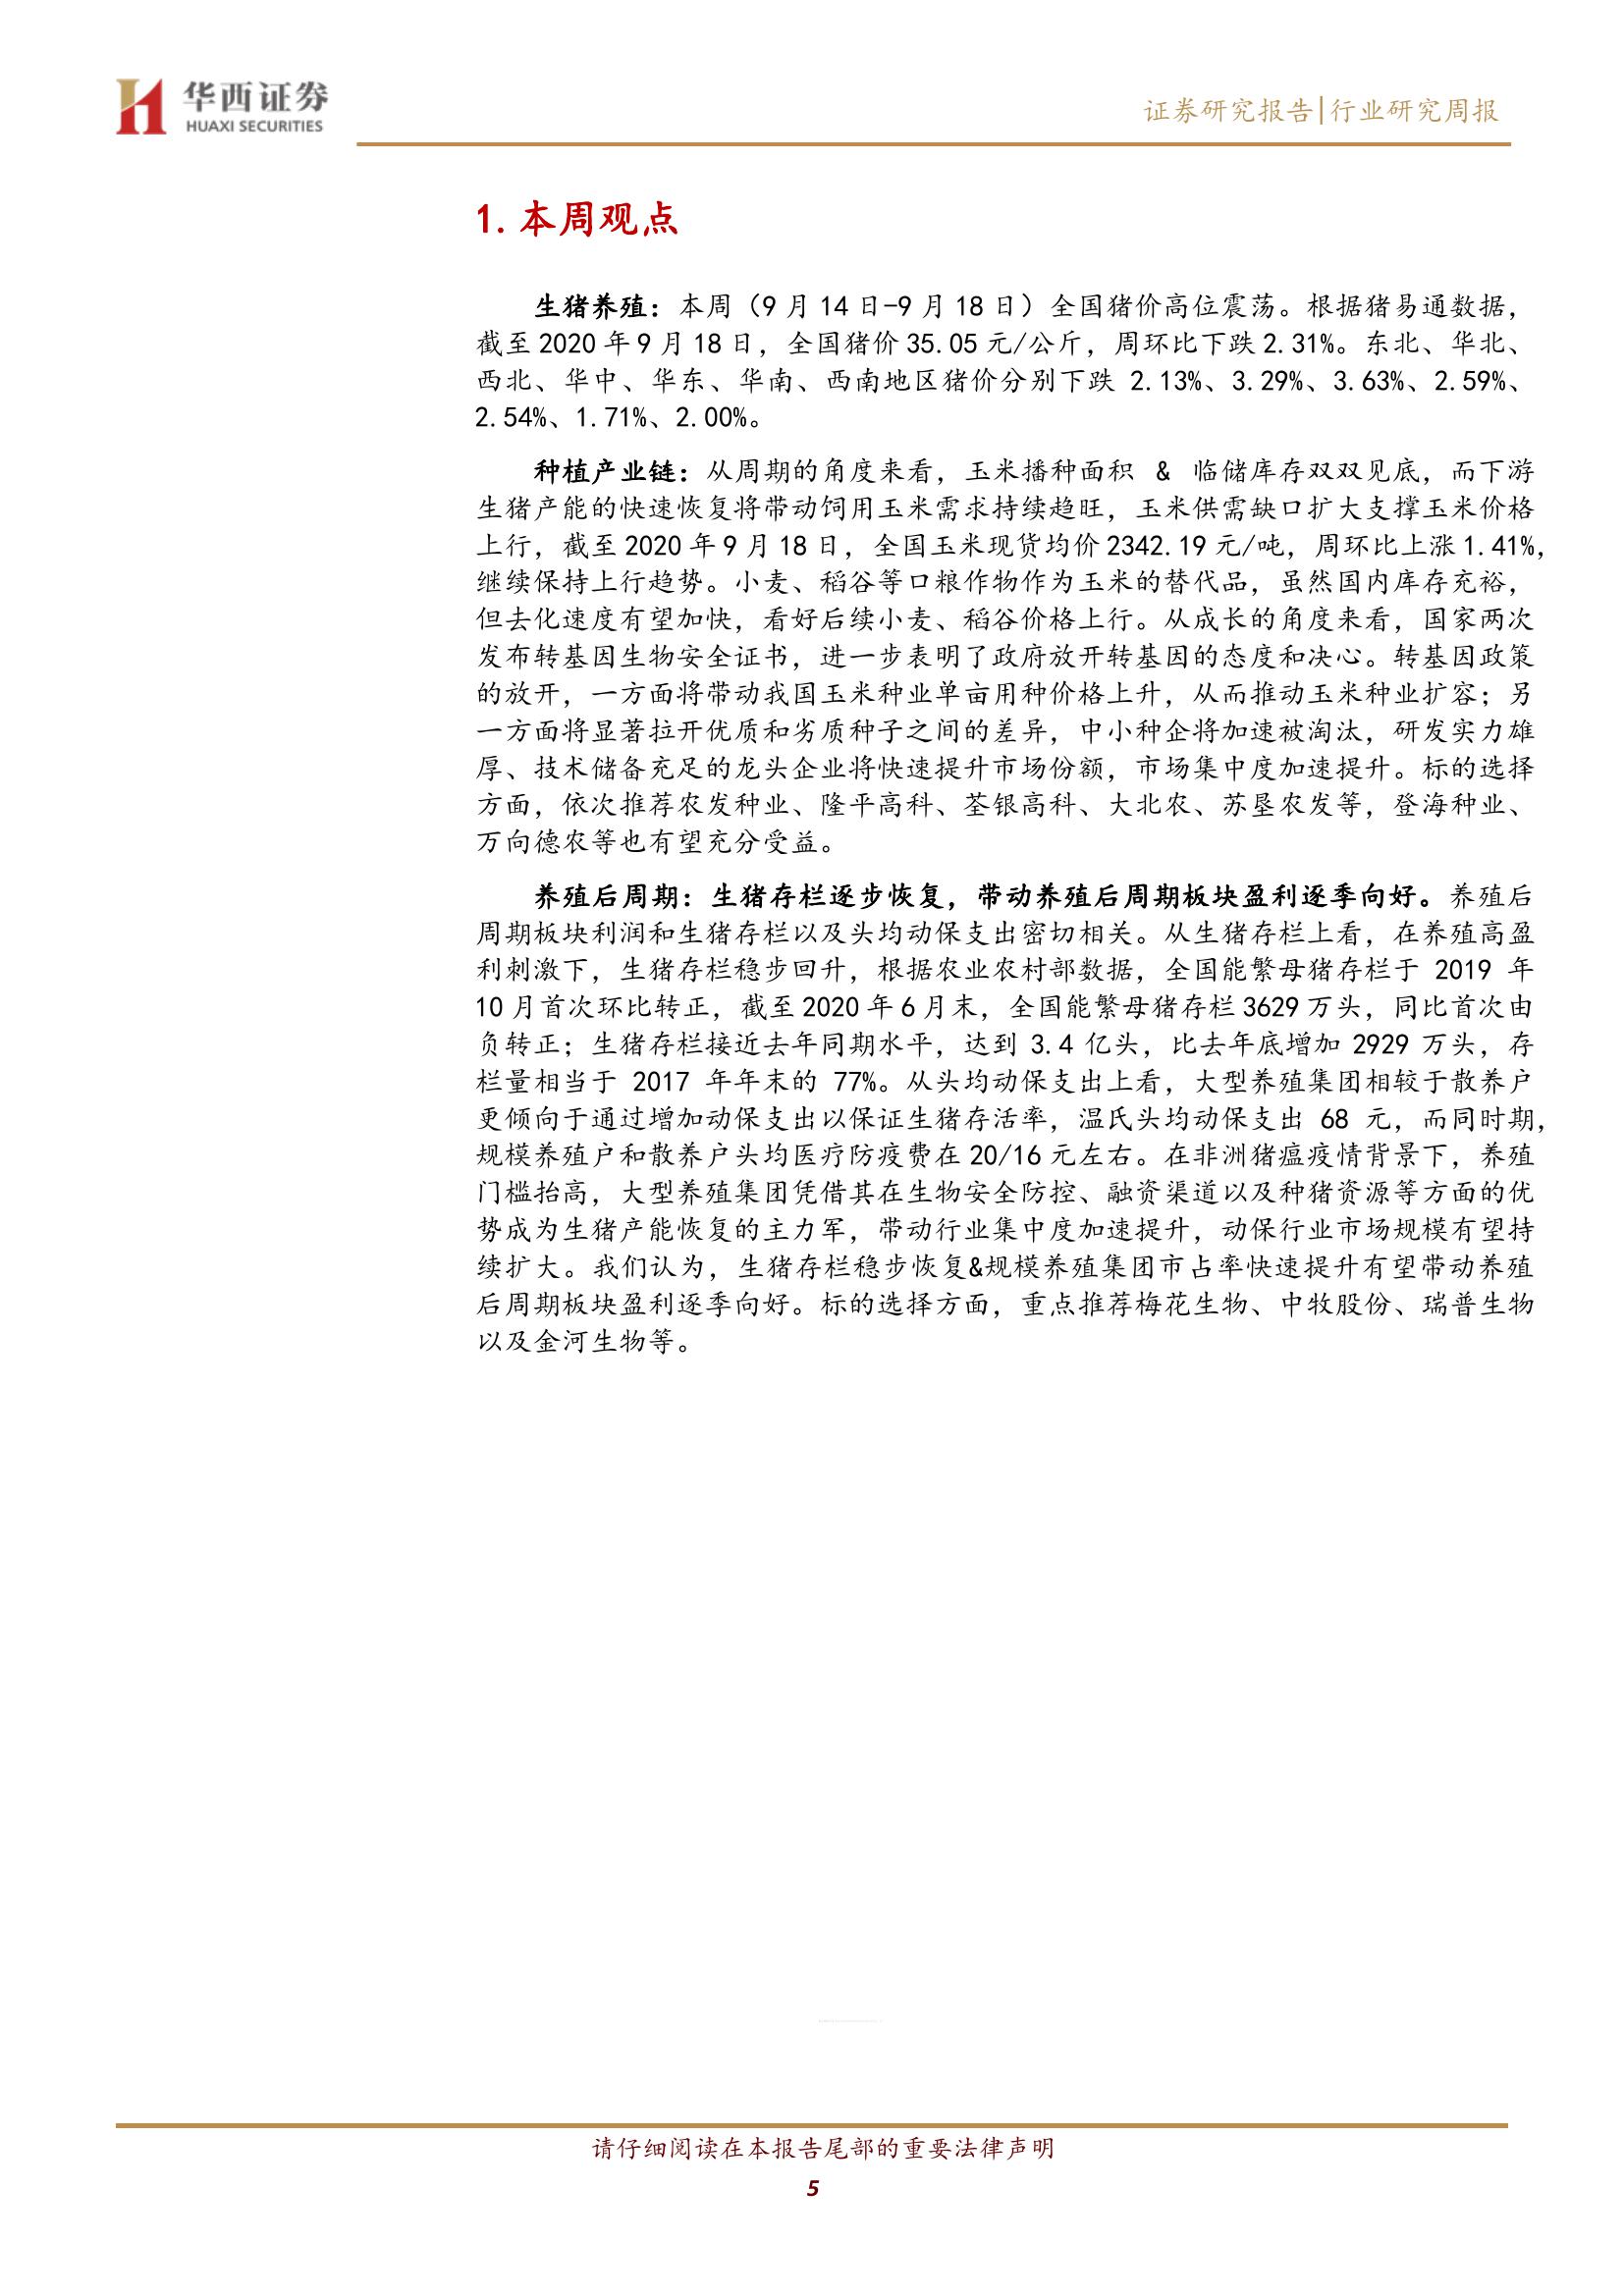 华西证券
HUAXI SECURITIES
证券研究报告|行业研究周报
1.本周观点
生猪养殖：本周（9 月 14 日-9 月 18 日）全国猪价高位震荡。根据猪易通数据，
截至 2020 年 9 月 18 日，全国猪价 35.05 元/公斤，周环比下跌 2.31%。东北、华北、
西北、华中、华东、华南、西南地区猪价分别下跌 2.13%、3.29%、3.63%、2.59%、
2.54%、1.71%、2.00%。
种植产业链：从周期的角度来看，玉米播种面积 & 临储库存双双见底，而下游
生猪产能的快速恢复将带动饲用玉米需求持续趋旺，玉米供需缺口扩大支撑玉米价格
上行，截至 2020 年 9 月 18 日，全国玉米现货均价 2342.19 元/吨，周环比上涨 1.41%，
继续保持上行趋势。小麦、稻谷等口粮作物作为玉米的替代品，虽然国内库存充裕，
但去化速度有望加快，看好后续小麦、稻谷价格上行。从成长的角度来看，国家两次
发布转基因生物安全证书，进一步表明了政府放开转基因的态度和决心。转基因政策
的放开，一方面将带动我国玉米种业单亩用种价格上升，从而推动玉米种业扩容；另
一方面将显著拉开优质和劣质种子之间的差异，中小种企将加速被淘汰，研发实力雄
厚、技术储备充足的龙头企业将快速提升市场份额，市场集中度加速提升。标的选择
方面，依次推荐农发种业、隆平高科、荃银高科、大北农、苏垦农发等，登海种业、
万向德农等也有望充分受益。
养殖后周期：生猪存栏逐步恢复，带动养殖后周期板块盈利逐季向好。养殖后
周期板块利润和生猪存栏以及头均动保支出密切相关。从生猪存栏上看，在养殖高盈
利刺激下，生猪存栏稳步回升，根据农业农村部数据，全国能繁母猪存栏于 2019 年
10 月首次环比转正，截至 2020 年 6 月末，全国能繁母猪存栏 3629 万头，同比首次由
负转正；生猪存栏接近去年同期水平，达到 3.4 亿头，比去年底增加 2929 万头，存
栏量相当于 2017 年年末的 77%。从头均动保支出上看，大型养殖集团相较于散养户
更倾向于通过增加动保支出以保证生猪存活率，温氏头均动保支出 68 元，而同时期，
规模养殖户和散养户头均医疗防疫费在 20/16 元左右。在非洲猪瘟疫情背景下，养殖
门槛抬高，大型养殖集团凭借其在生物安全防控、融资渠道以及种猪资源等方面的优
势成为生猪产能恢复的主力军，带动行业集中度加速提升，动保行业市场规模有望持
续扩大。我们认为，生猪存栏稳步恢复&规模养殖集团市占率快速提升有望带动养殖
后周期板块盈利逐季向好。标的选择方面，重点推荐梅花生物、中牧股份、瑞普生物
以及金河生物等。
请仔细阅读在本报告尾部的重要法律声明
5